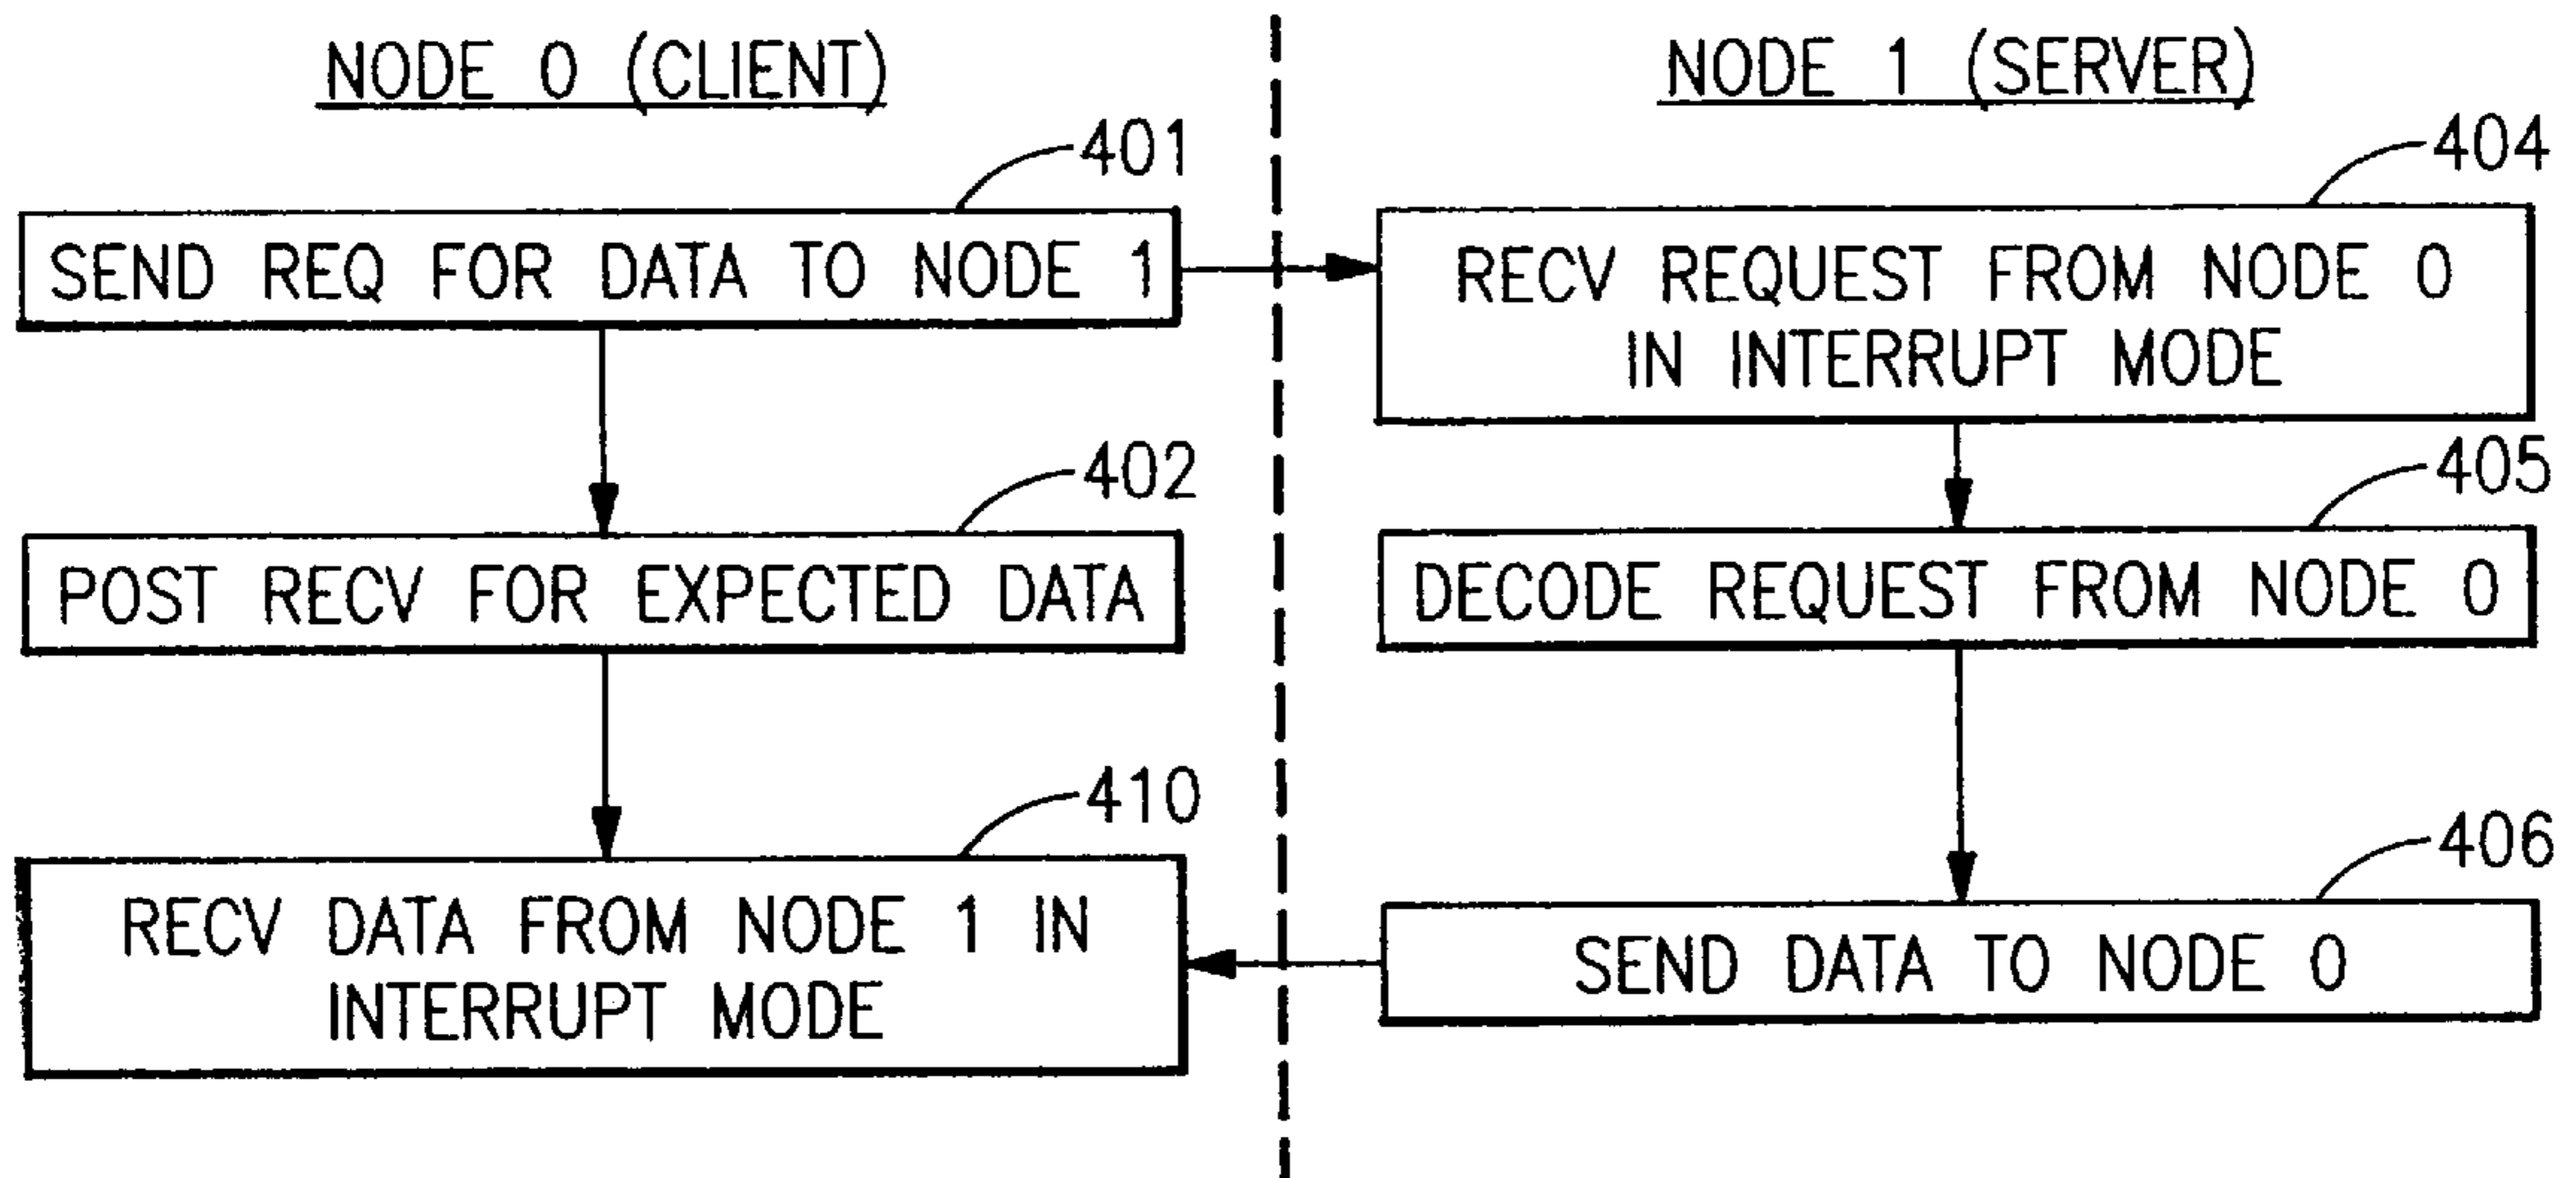 NODE 0 (CLIENT)
401
SEND REQ FOR DATA TO NODE 1
402
POST RECV FOR EXPECTED DATA
410
RECV DATA FROM NODE 1 IN
INTERRUPT MODE
NODE 1 (SERVER)
404
RECV REQUEST FROM NODE 0
IN INTERRUPT MODE
405
DECODE REQUEST FROM NODE 0
406
SEND DATA TO NODE 0